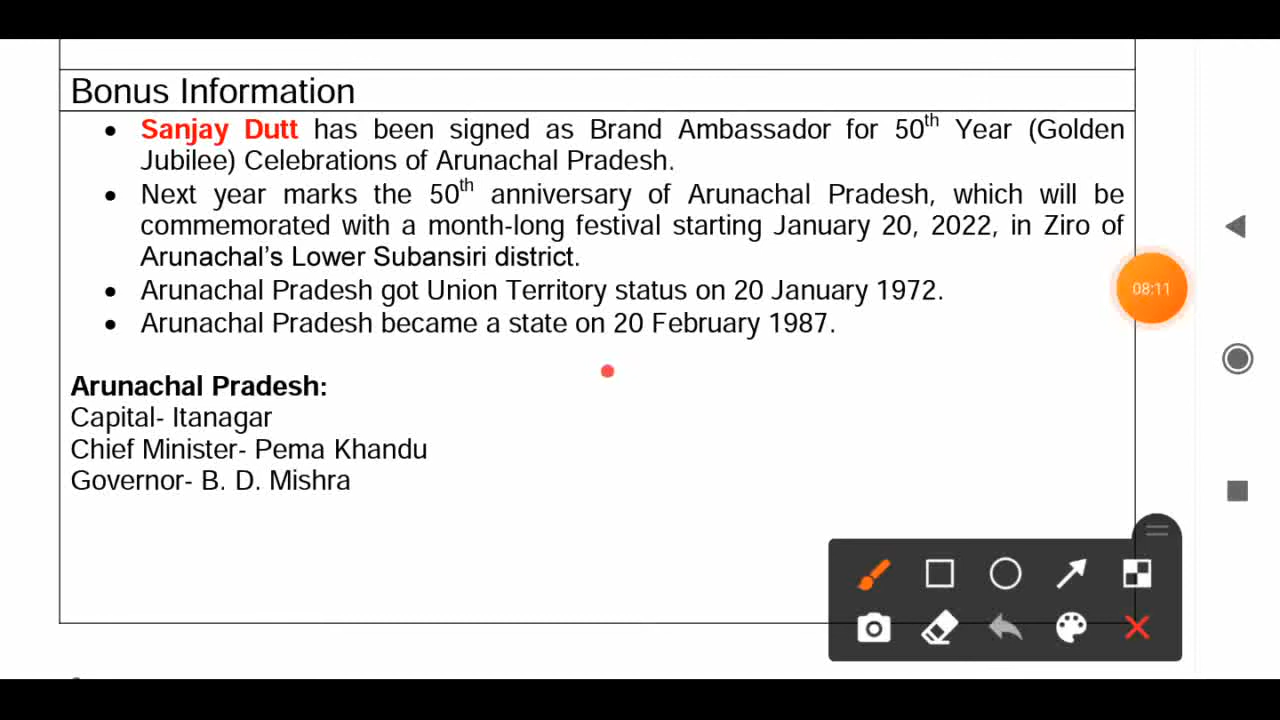 Bonus Information
• Sanjay Dutt has been signed as Brand Ambassador for 50th Year (Golden
Jubilee) Celebrations of Arunachal Pradesh.
• Next year marks the 50th anniversary of Arunachal Pradesh, which will be
commemorated with a month-long festival starting January 20, 2022, in Ziro of
Arunachal's Lower Subansiri district.
• Arunachal Pradesh got Union Territory status on 20 January 1972.
• Arunachal Pradesh became a state on 20 February 1987.
08:11
Arunachal Pradesh:
Capital- Itanagar
Chief Minister- Pema Khandu
Governor- B. D. Mishra